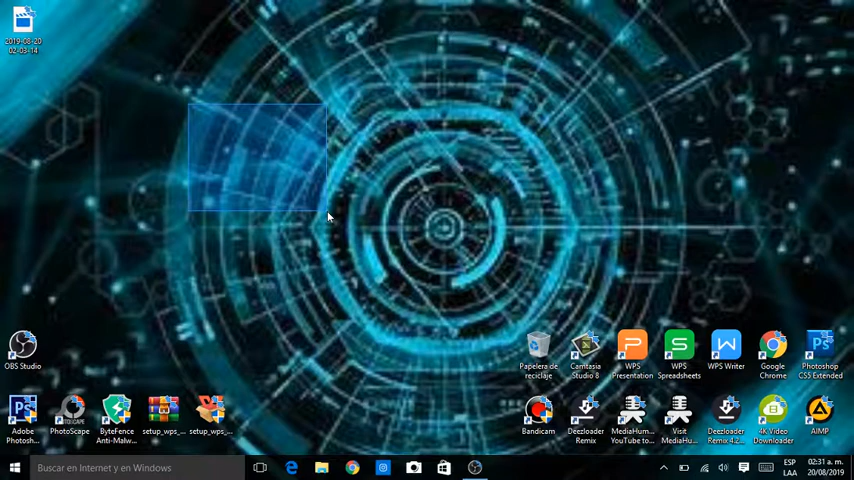 2019-08-20
02-03-14
OBS Studio
Papelera de
reciclaje
Camtasia
Studio 8
WPS
Presentation
WPS
Spreadsheets
WPS Writer
Google
Chrome
Photoshop
CS5 Extended
Adobe
Photosh...
PhotoScape
ByteFence
Anti-Malw...
setup_wps_...
setup_wps_...
Bandicam
Deezloader
Remix
MediaHum...
YouTube to...
Visit
MediaHu...
Deezloader
Remix 4.2...
4K Video
Downloader
AIMP
Buscar en Internet y en Windows
ESP
LAA
02:31 a. m.
20/08/2019